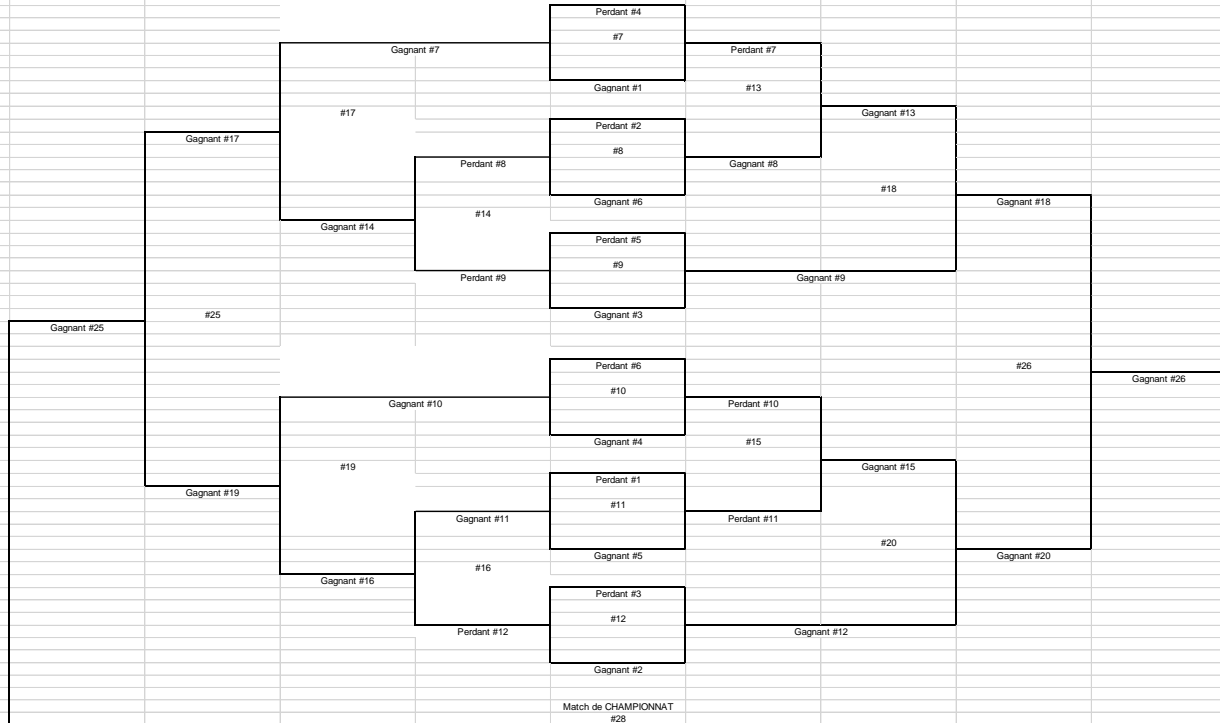 Perdant #4
#7
Gagnant #7
Perdant #7
Gagnant #1
#13
#17
Gagnant #13
Perdant #2
Gagnant #17
#8
Perdant #8
Gagnant #8
#18
Gagnant #6
Gagnant #18
#14
Gagnant #14
Perdant #5
#9
Perdant #9
Gagnant #9
#25
Gagnant #3
Gagnant #25
Perdant #6
#26
Gagnant #26
#10
Gagnant #10
Perdant #10
Gagnant #4
#15
#19
Gagnant #15
Perdant #1
Gagnant #19
#11
Gagnant #11
Perdant #11
#20
Gagnant #5
Gagnant #20
#16
Gagnant #16
Perdant #3
#12
Perdant #12
Gagnant #12
Gagnant #2
Match de CHAMPIONNAT
#28